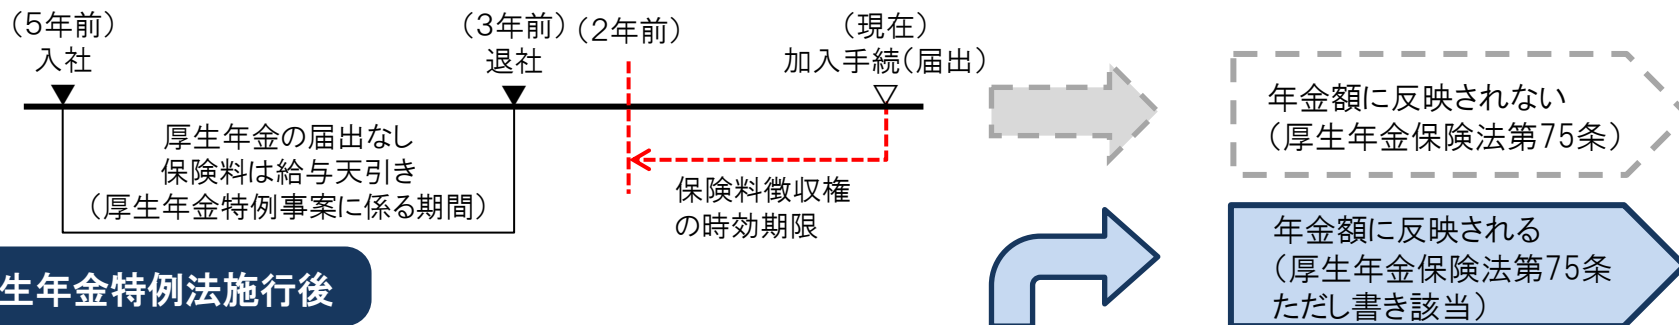 (5年前)
入社
(3年前)
退社
(2年前)
(現在)
加入手続(届出)
厚生年金の届出なし
保険料は給与天引き
(厚生年金特例事案に係る期間)
保険料徴収権
の時効期限
年金額に反映されない
(厚生年金保険法第75条)
年金額に反映される
(厚生年金保険法第75条
ただし書き該当)
生年金特例法施行後